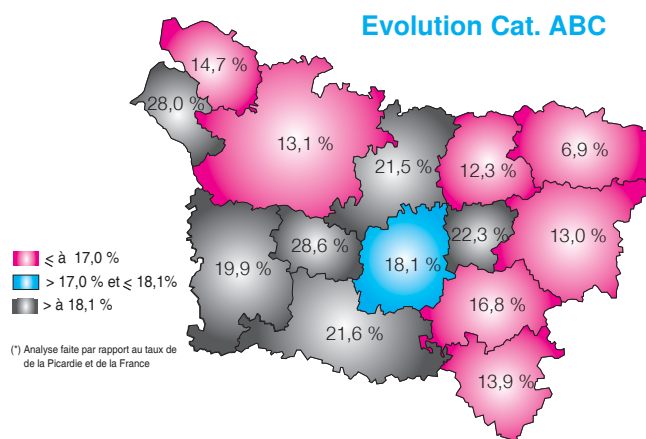 Evolution Cat. ABC
14,7 %
28,0 %
13,1 %
21,5 %
12,3 %
6,9 %
19,9 %
28,6 %
18,1 %
22,3 %
13,0 %
21,6 %
16,8 %
13,9 %
⩽ à 17,0 %
> 17,0 % et ⩽ 18,1%
> à 18,1 %
(*) Analyse faite par rapport au taux de
de la Picardie et de la France